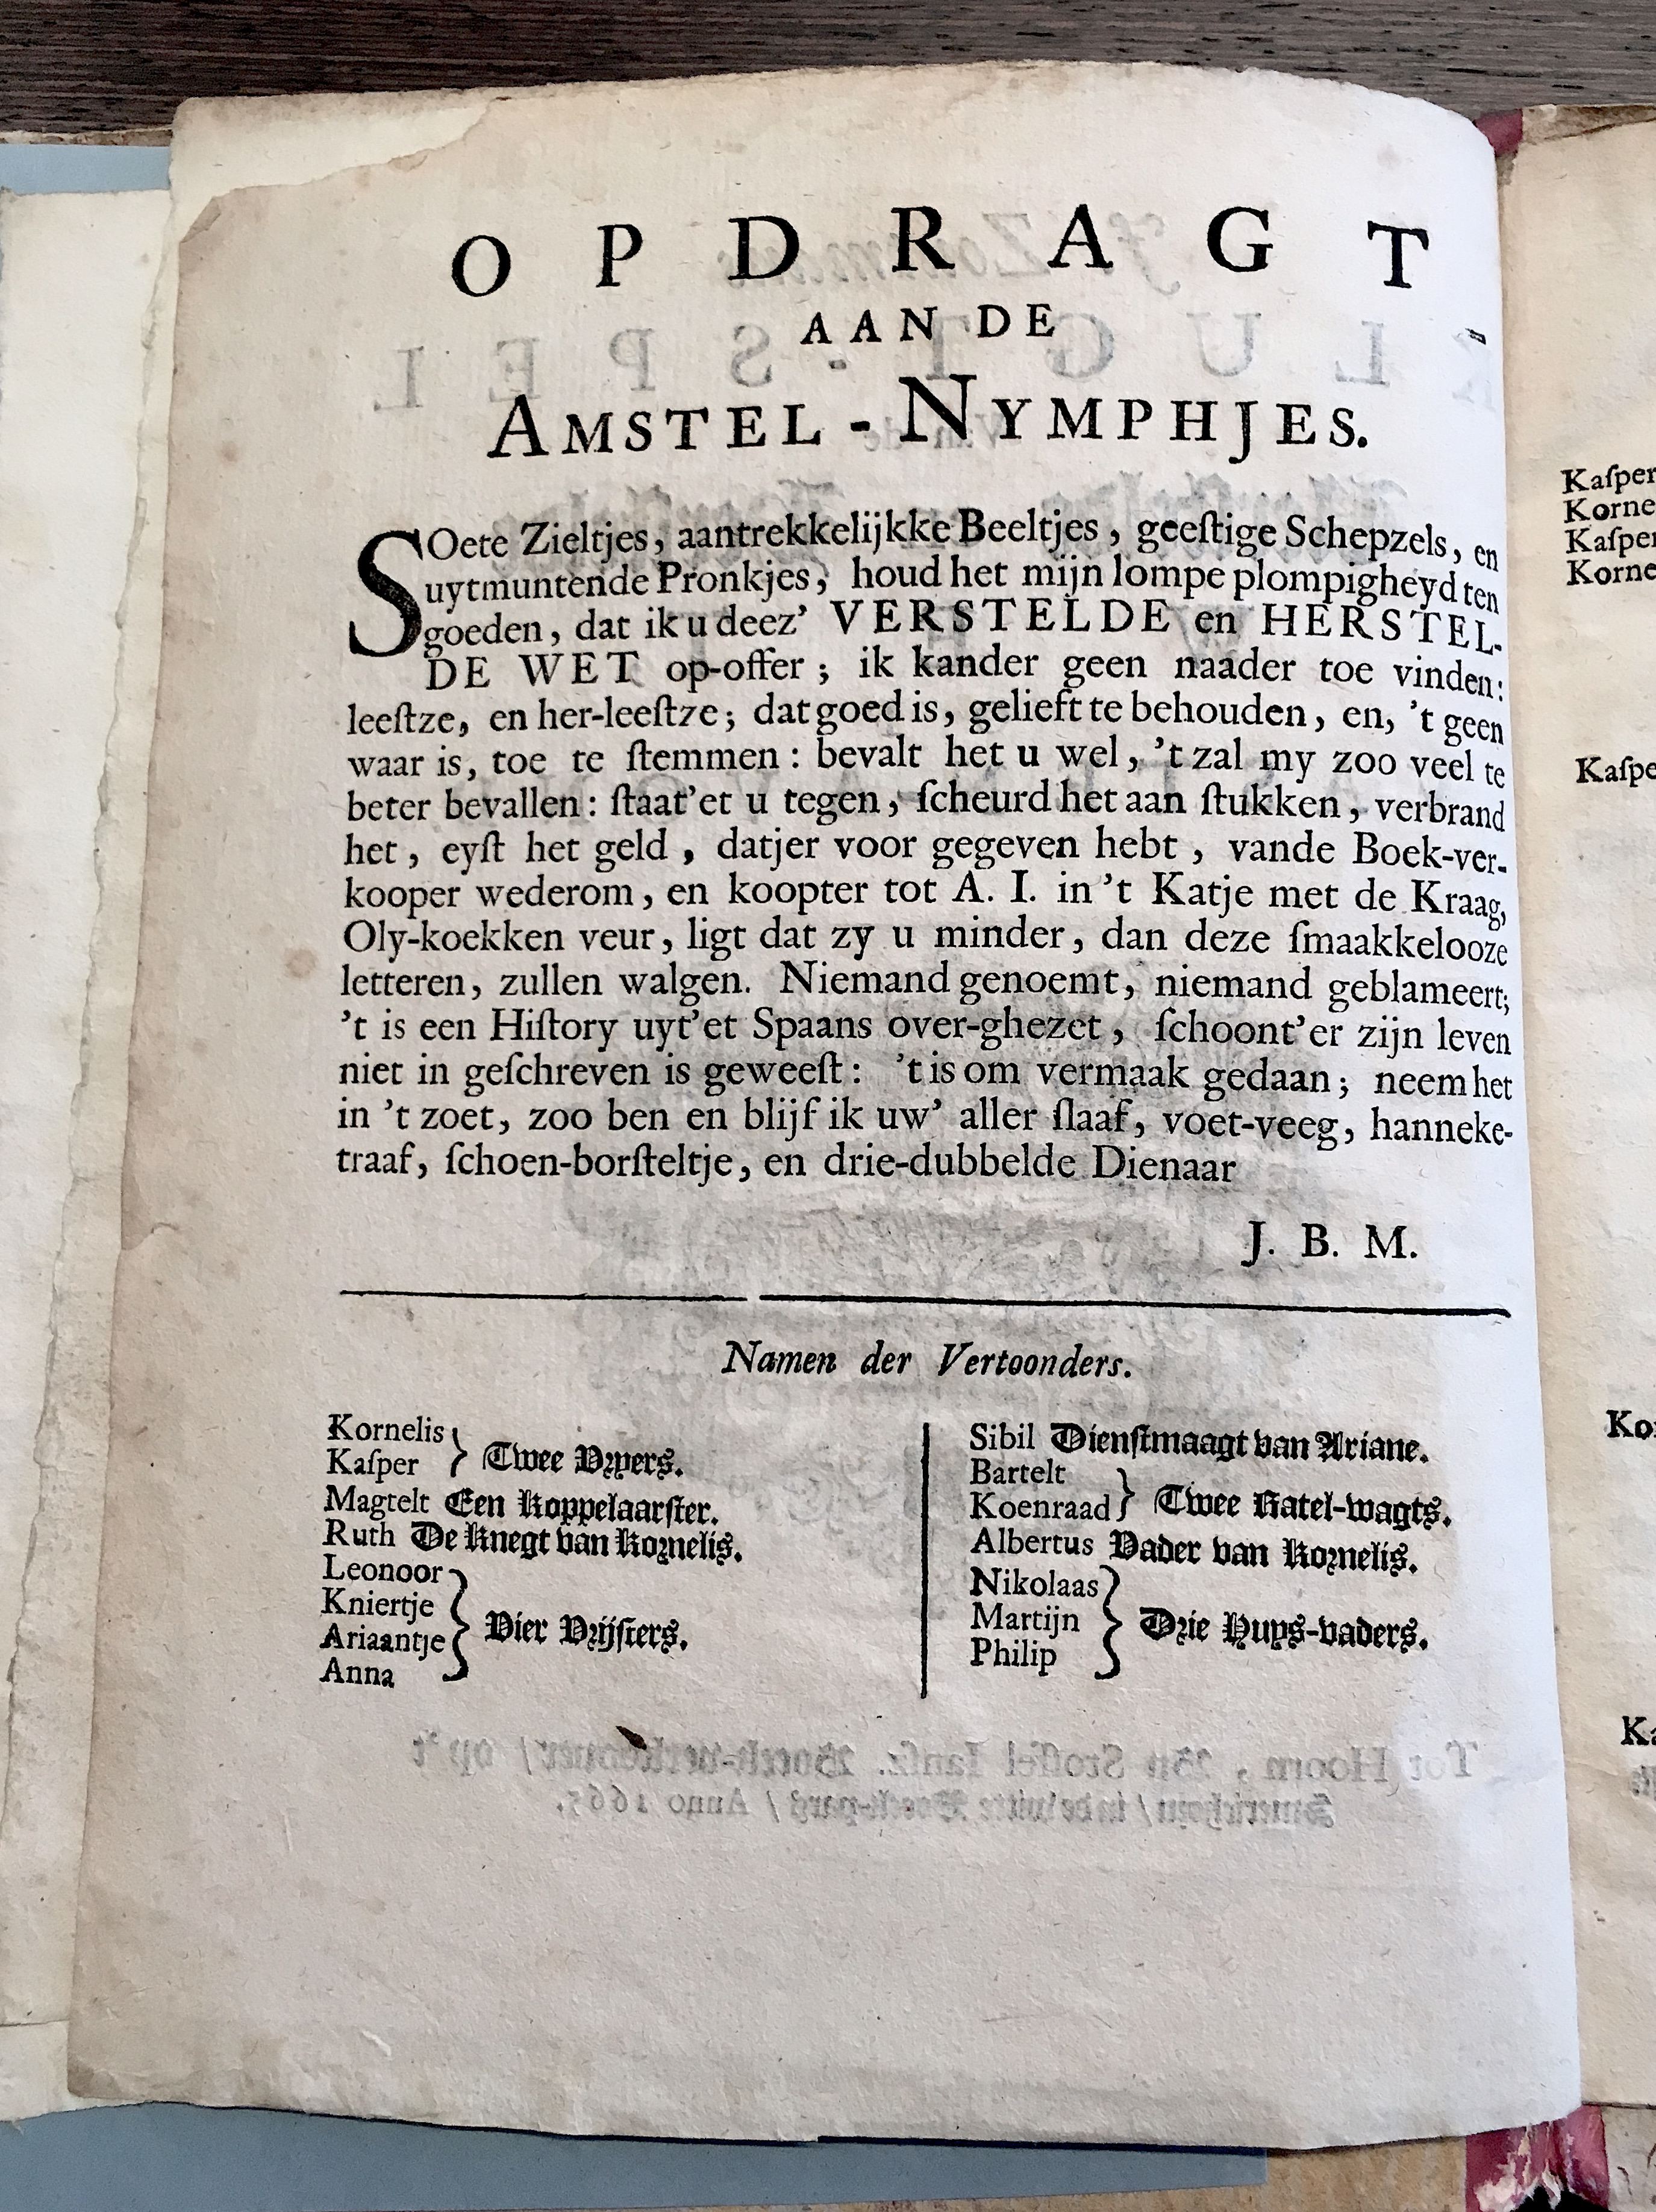 OPDRAGT
AAN DE
AMSTEL-NYMPHJES.
SOete Zieltjes, aantrekkelijkke Beeltjes, geeſtige Schepzels, en
uytmuntende Pronkjes, houd het mijn lompe plompigheyd ten
goeden, dat ik u deez’ VERSTELDE en HERSTEL-
DE WET op-offer; ik kander geen naader toe vinden:
leeſtze, en her-leeſtze; dat goed is, gelieft te behouden, en, ’t geen
waar is, toe te ſtemmen: bevalt het u wel, ’t zal my zoo veel te
beter bevallen: ſtaat’et u tegen, ſcheurd het aan ſtukken, verbrand
het, eyſt het geld, datjer voor gegeven hebt, vande Boek-ver-
kooper wederom, en koopter tot A. I. in ’t Katje met de Kraag,
Oly-koekken veur, ligt dat zy u minder, dan deze ſmaakkelooze
letteren, zullen walgen. Niemand genoemt, niemand geblameert;
’t is een Hiſtory uyt’et Spaans over-ghezet, ſchoont’er zijn leven
niet in geſchreven is geweeſt: ’t is om vermaak gedaan; neem het
in ’t zoet, zoo ben en blijf ik uw’ aller ſlaaf, voet-veeg, hanneke-
traaf, ſchoen-borſteltje, en drie-dubbelde Dienaar
J. B. M.
Namen der Vertoonders.
Kornelis
Kaſper } Twee Vryers.
Magtelt Een Koppelaarſter.
Ruth De Knegt van Kornelis.
Leonoor
Kniertje
Ariaantje
Anna } Vier Vrijſters.
Sibil Dienſtmaagt van Ariane.
Bartelt
Koenraad } Twee Ratel-wagts.
Albertus Vader van Kornelis.
Nikolaas
Martijn
Philip } Drie Huys-vaders.
Kaſper
Korne
Kaſper
Korne
Kaſpe
Ko
Ka